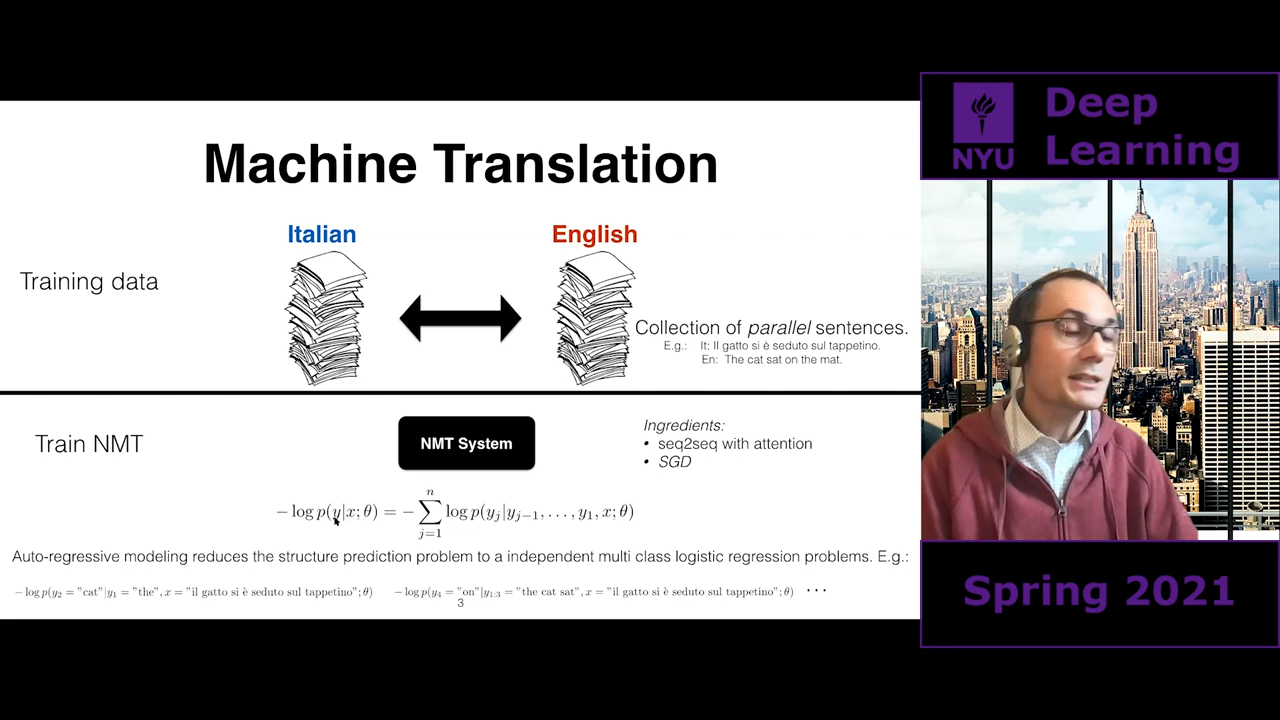 Machine Translation
Italian
English
Training data
Collection of parallel sentences.
E.g.: It: Il gatto si è seduto sul tappetino.
En: The cat sat on the mat.
Train NMT
NMT System
Ingredients:
• seq2seq with attention
• SGD
− log p(y|x; θ) = − ∑_{j=1}^{n} log p(y_j|y_{j−1}, . . . , y_1, x; θ)
Auto-regressive modeling reduces the structure prediction problem to a independent multi class logistic regression problems. E.g.:
− log p(y_2 = "cat"|y_1 = "the", x = "il gatto si è seduto sul tappetino"; θ) − log p(y_4 = "on"|y_{1:3} = "the cat sat", x = "il gatto si è seduto sul tappetino"; θ) · · ·
3
NYU
Deep
Learning
Spring 2021